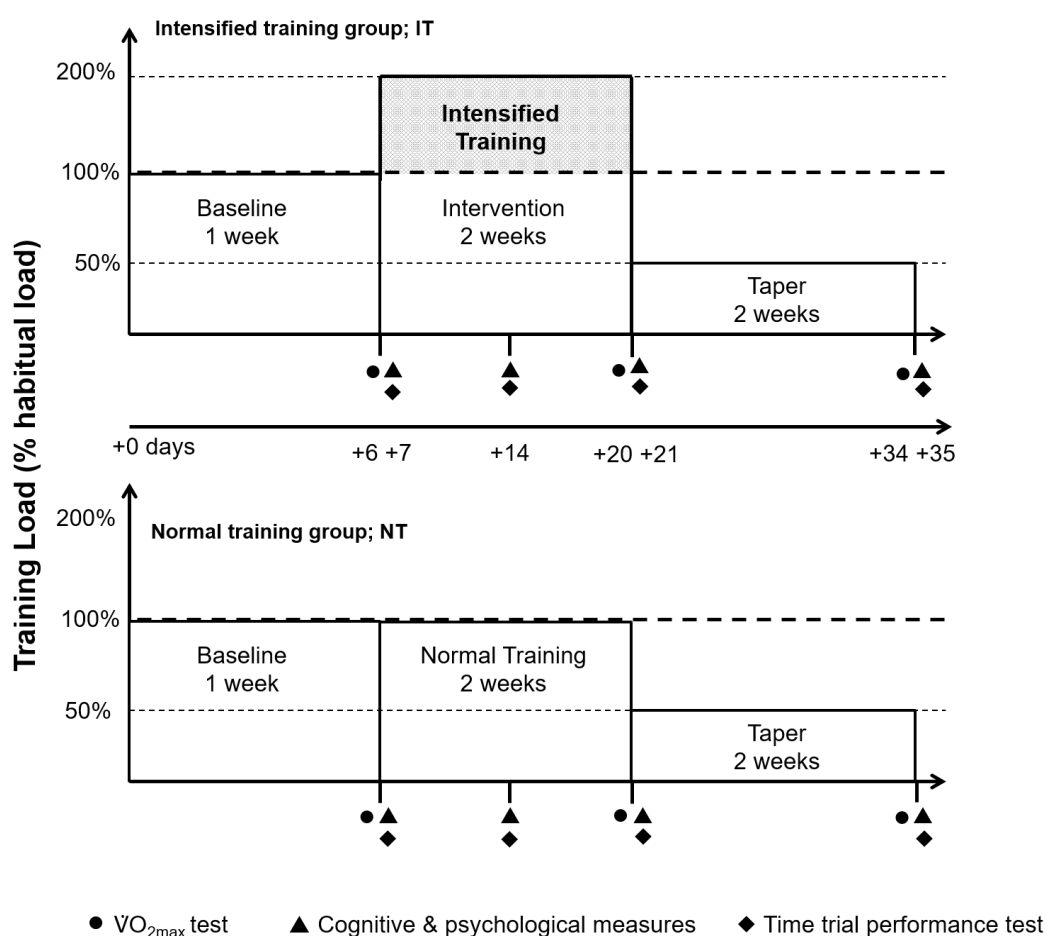 Intensified training group; IT
200%
Intensified
Training
100%
Baseline
1 week
Intervention
2 weeks
50%
Taper
2 weeks
Training Load (% habitual load)
+0 days
+6 +7
+14
+20 +21
+34 +35
200%
Normal training group; NT
100%
Baseline
1 week
Normal Training
2 weeks
50%
Taper
2 weeks
V̇O₂max test
Cognitive & psychological measures
Time trial performance test